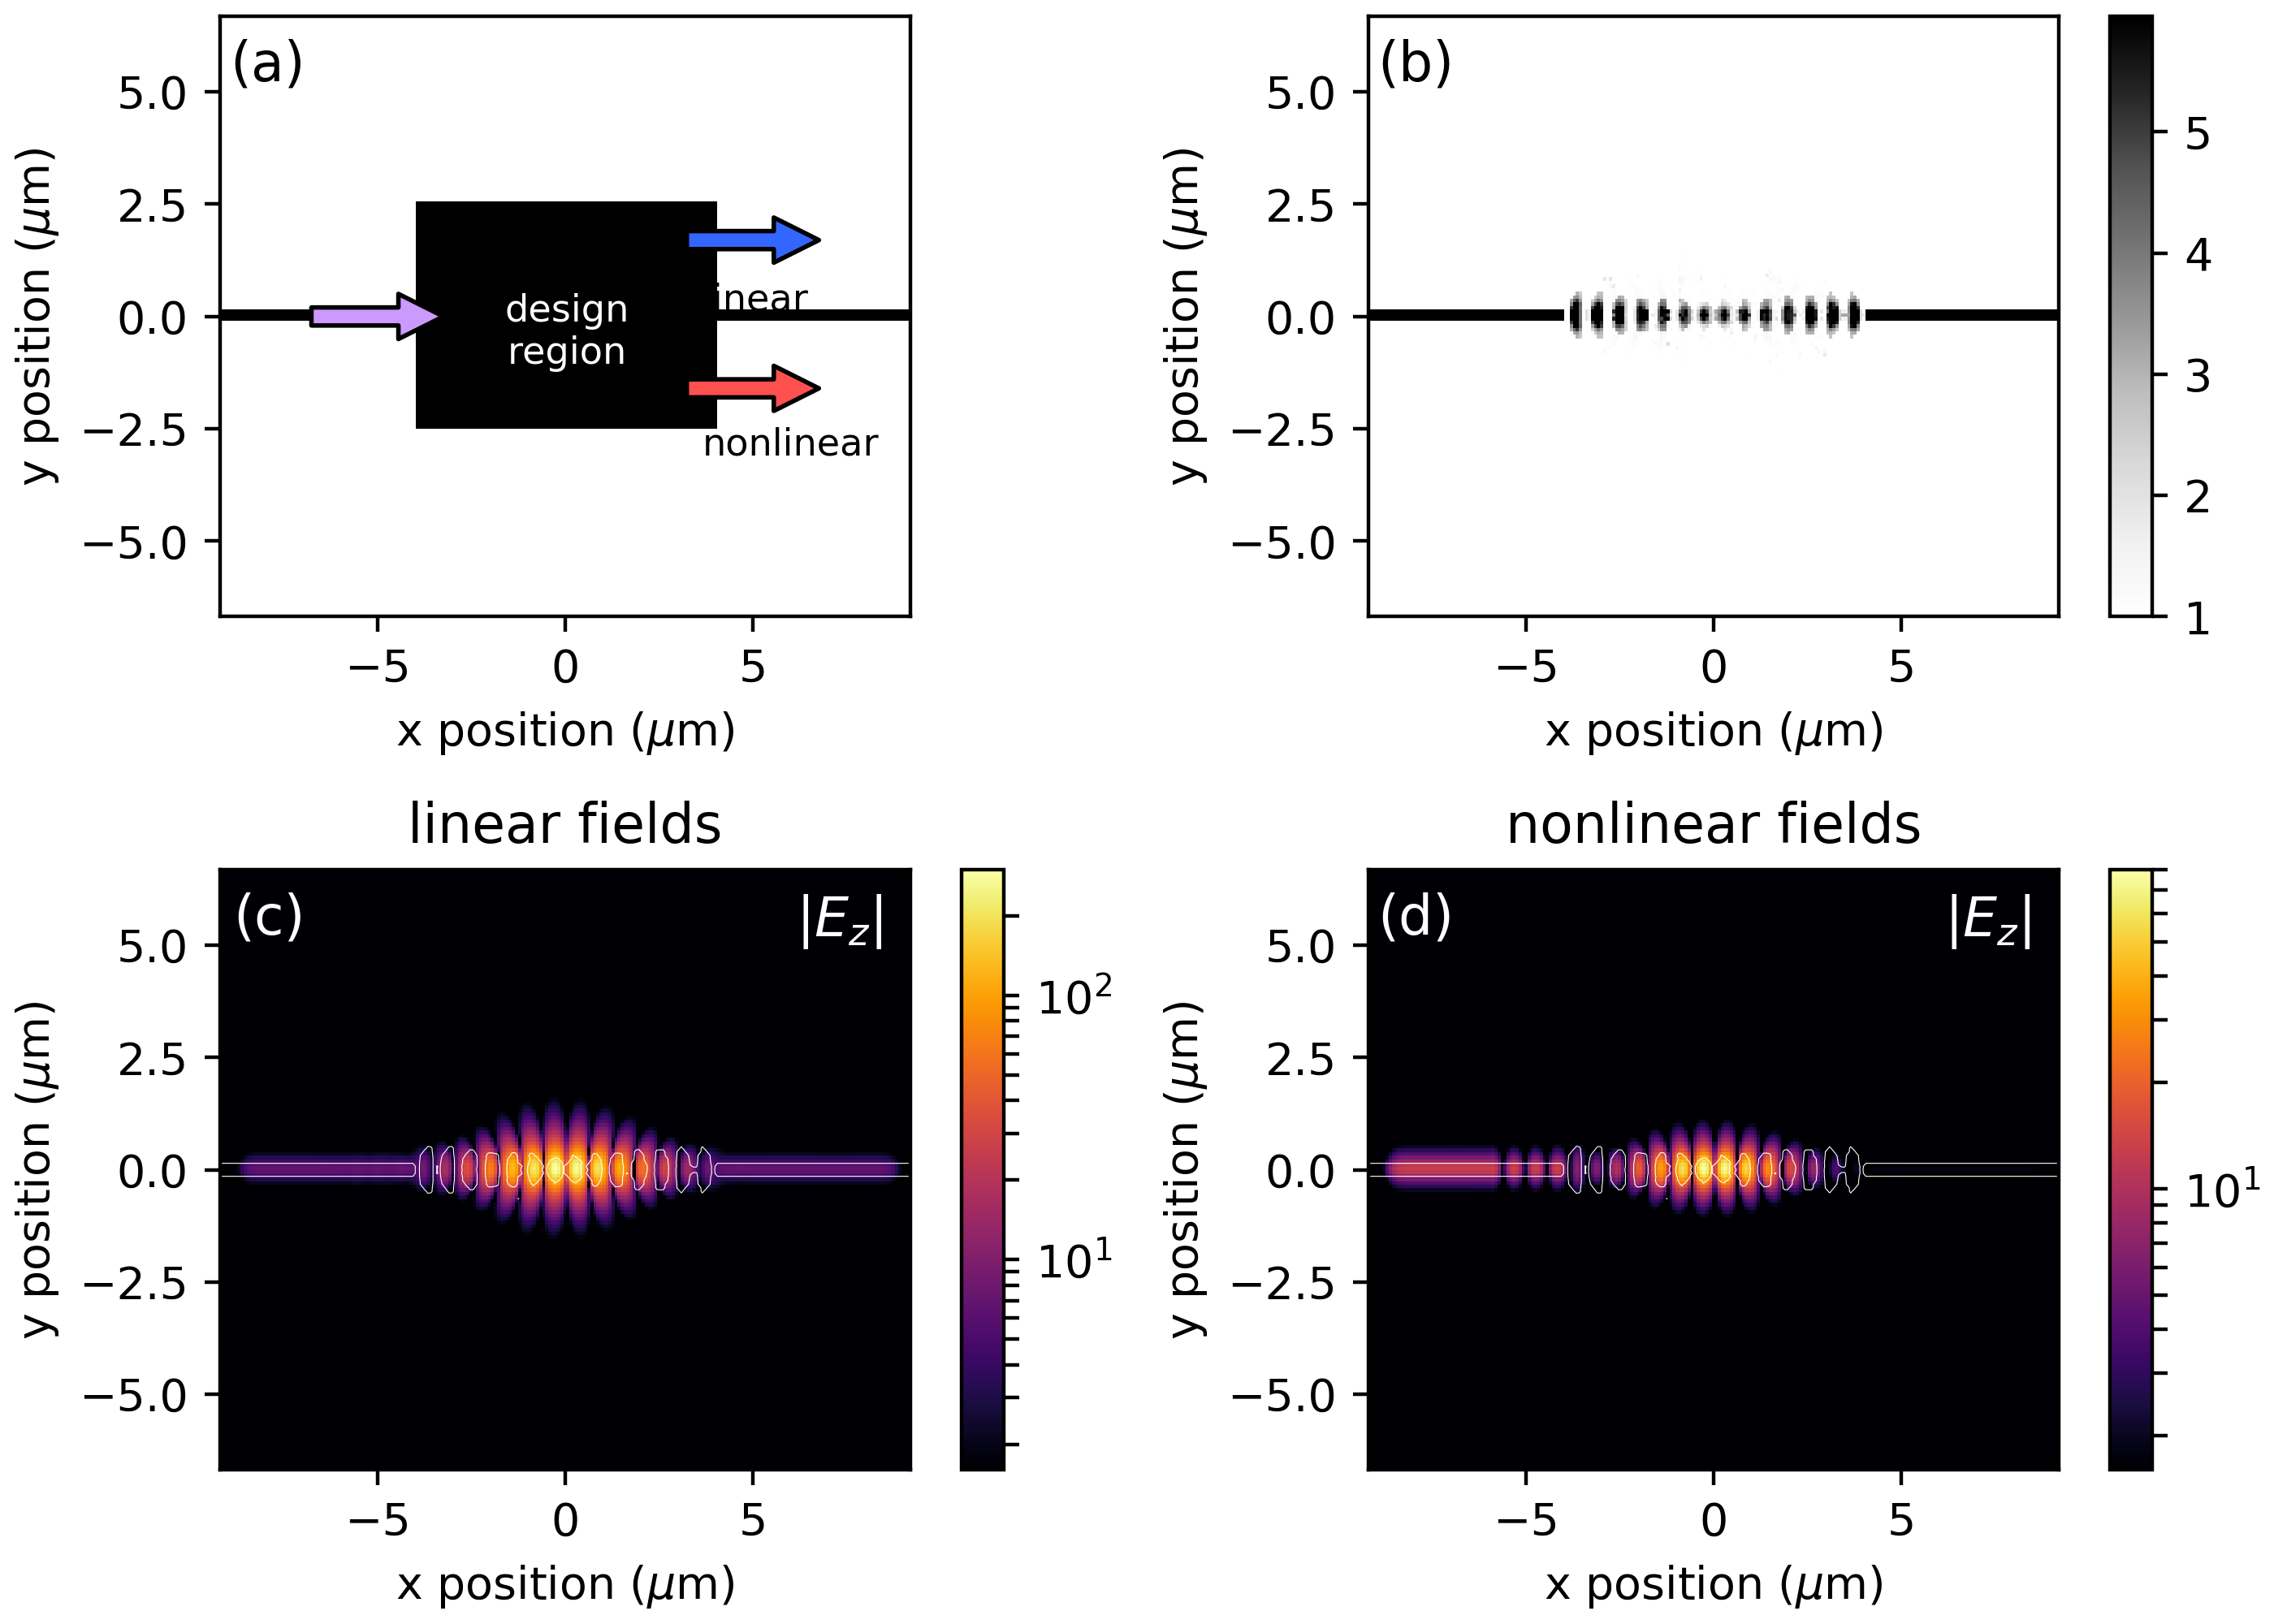 (a)
5.0
2.5
0.0
−2.5
−5.0
y position (μm)
design
region
inear
nonlinear
−5
0
5
x position (μm)
(b)
5.0
2.5
0.0
−2.5
−5.0
y position (μm)
−5
0
5
x position (μm)
5
4
3
2
1
linear fields
(c)
|E_z|
5.0
2.5
0.0
−2.5
−5.0
y position (μm)
−5
0
5
x position (μm)
10²
10¹
nonlinear fields
(d)
|E_z|
5.0
2.5
0.0
−2.5
−5.0
y position (μm)
−5
0
5
x position (μm)
10¹